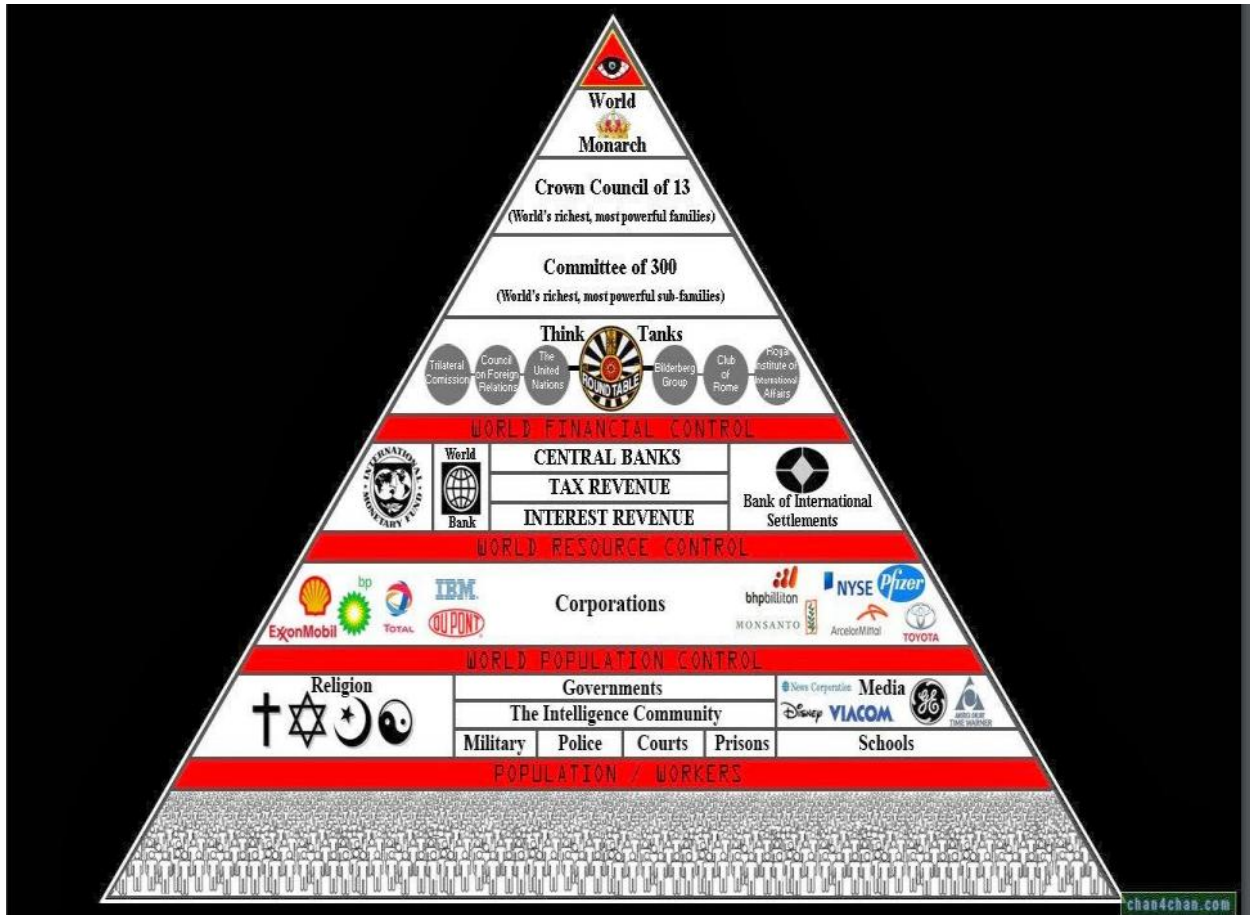 World
Monarch
Crown Council of 13
(World's richest, most powerful families)
Committee of 300
(World's richest, most powerful sub-families)
Think Tanks
Trilateral
Comission
Council
on Foreign
Relations
The
United
Nations
ROUND TABLE
Bilderberg
Group
Club
of
Rome
Royal
Institute of
International
Affairs
WORLD FINANCIAL CONTROL
INTERNATIONAL
MONETARY FUND
World
Bank
CENTRAL BANKS
TAX REVENUE
INTEREST REVENUE
Bank of International
Settlements
WORLD RESOURCE CONTROL
ExxonMobil
bp
TOTAL
IBM
DU PONT
Corporations
bhpbilliton
MONSANTO
NYSE
Pfizer
ArcelorMittal
TOYOTA
WORLD POPULATION CONTROL
Religion
Governments
The Intelligence Community
Military
Police
Courts
Prisons
News Corporation
Media
Disney
VIACOM
GE
TIME WARNER
Schools
POPULATION / WORKERS
chan4chan.com